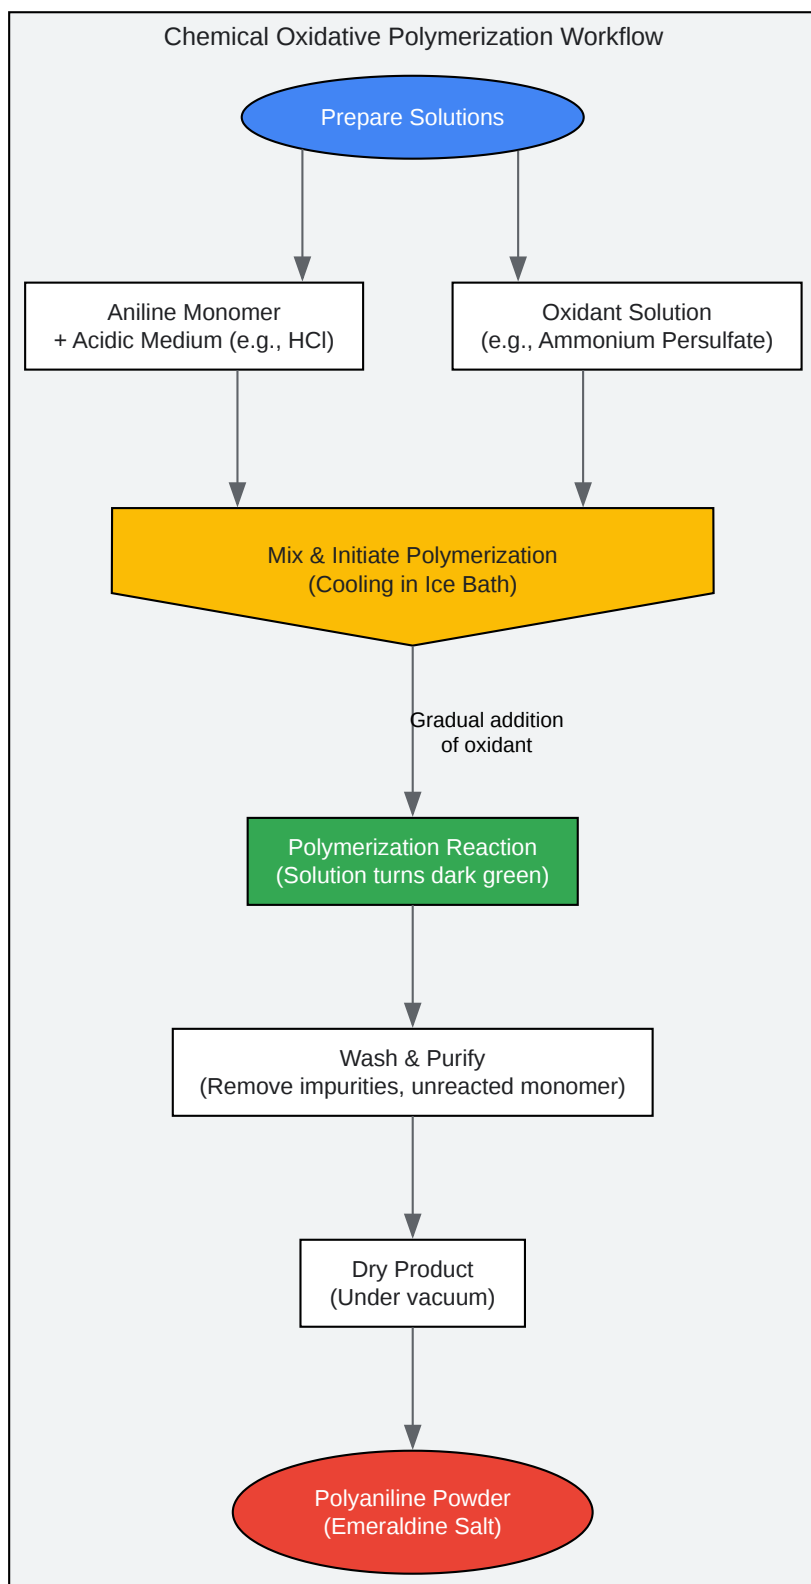 Chemical Oxidative Polymerization Workflow
Prepare Solutions
Aniline Monomer
+ Acidic Medium (e.g., HCl)
Oxidant Solution
(e.g., Ammonium Persulfate)
Mix & Initiate Polymerization
(Cooling in Ice Bath)
Gradual addition
of oxidant
Polymerization Reaction
(Solution turns dark green)
Wash & Purify
(Remove impurities, unreacted monomer)
Dry Product
(Under vacuum)
Polyaniline Powder
(Emeraldine Salt)